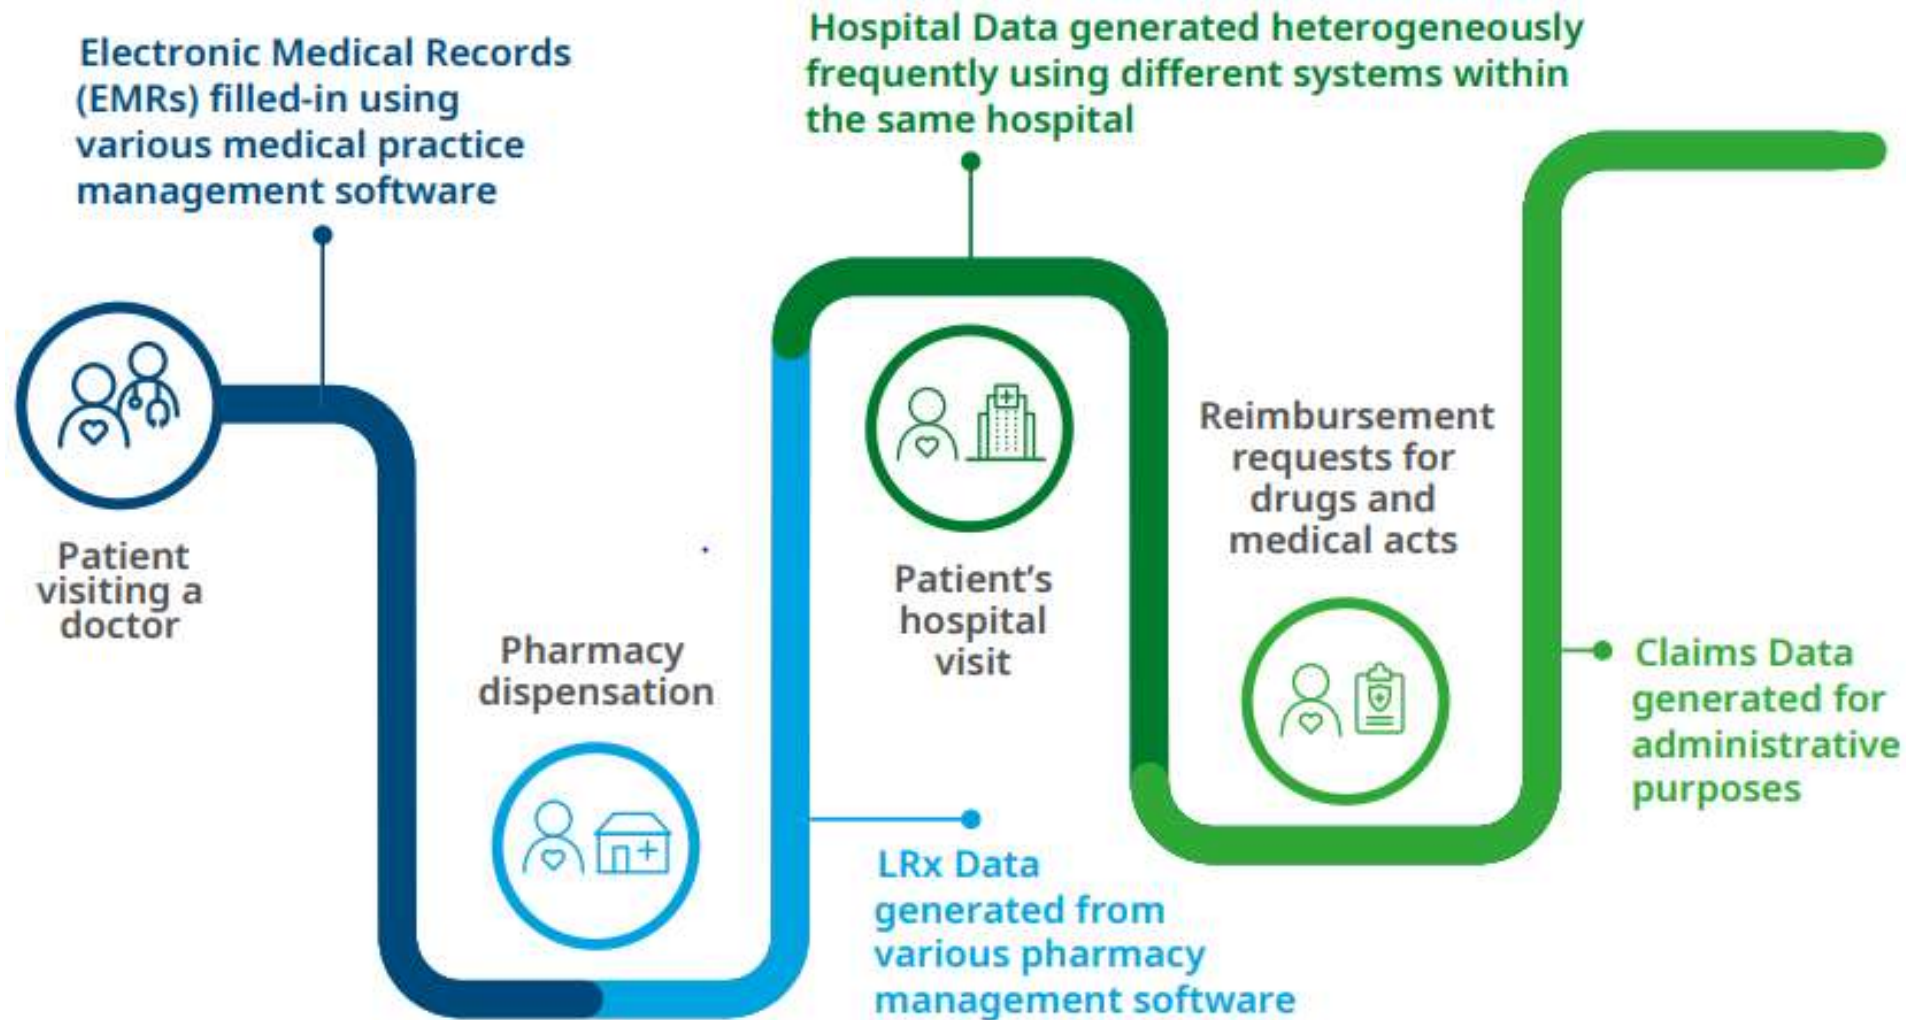 Electronic Medical Records
(EMRs) filled-in using
various medical practice
management software
Hospital Data generated heterogeneously
frequently using different systems within
the same hospital
Patient
visiting a
doctor
Pharmacy
dispensation
Patient’s
hospital
visit
Reimbursement
requests for
drugs and
medical acts
LRx Data
generated from
various pharmacy
management software
Claims Data
generated for
administrative
purposes